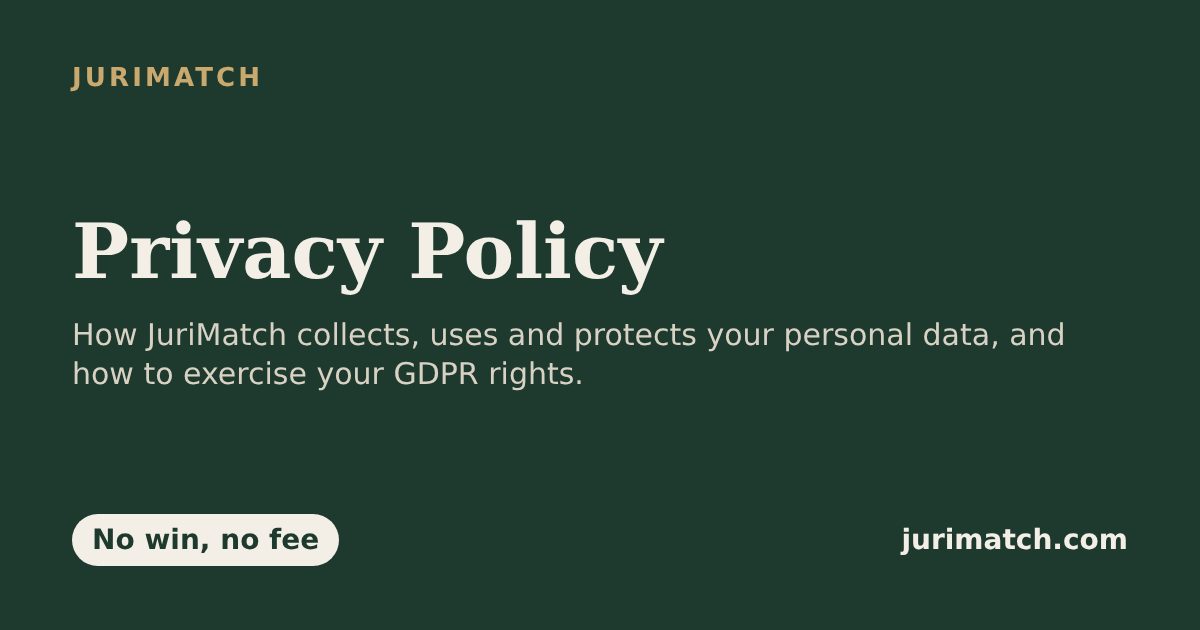 JURIMATCH
Privacy Policy
How JuriMatch collects, uses and protects your personal data, and
how to exercise your GDPR rights.
No win, no fee
jurimatch.com